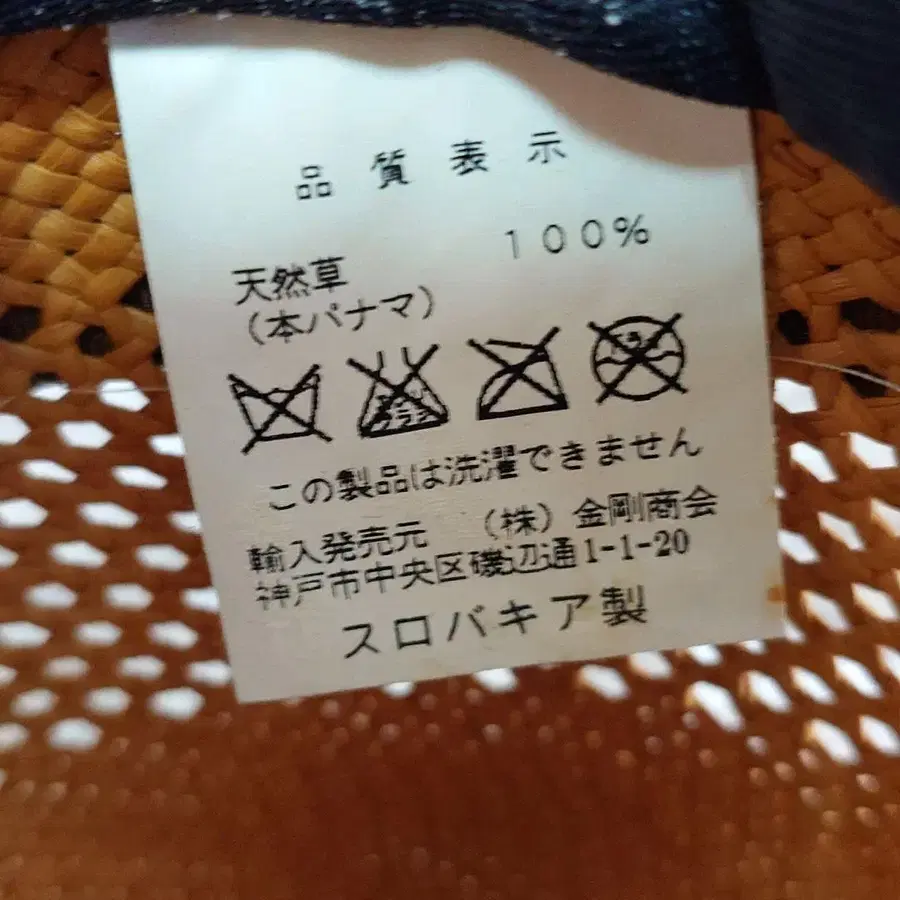 品質表示
天然草 100%
（本パナマ）
この製品は洗濯できません
輸入発売元 （株）金剛商会
神戸市中央区磯辺通1-1-20
スロバキア製